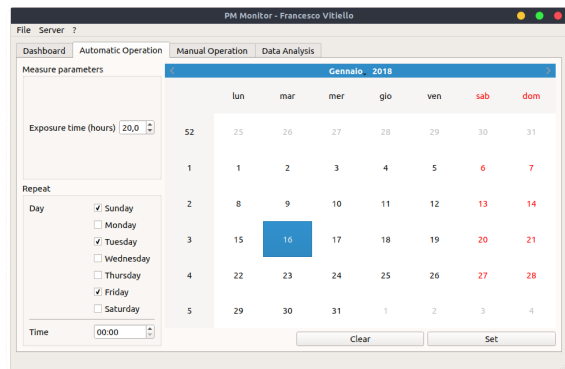 PM Monitor - Francesco Vitiello
File Server ?
Dashboard Automatic Operation Manual Operation Data Analysis
Measure parameters
Exposure time (hours) 20,0
Repeat
Day
Sunday
Monday
Tuesday
Wednesday
Thursday
Friday
Saturday
Time 00:00
Gennaio, 2018
lun mar mer gio ven sab dom
52 25 26 27 28 29 30 31
1 1 2 3 4 5 6 7
2 8 9 10 11 12 13 14
3 15 16 17 18 19 20 21
4 22 23 24 25 26 27 28
5 29 30 31 1 2 3 4
Clear Set